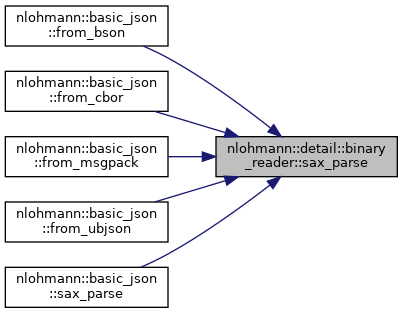 nlohmann::basic_json
::from_bson
nlohmann::basic_json
::from_cbor
nlohmann::basic_json
::from_msgpack
nlohmann::detail::binary
_reader::sax_parse
nlohmann::basic_json
::from_ubjson
nlohmann::basic_json
::sax_parse